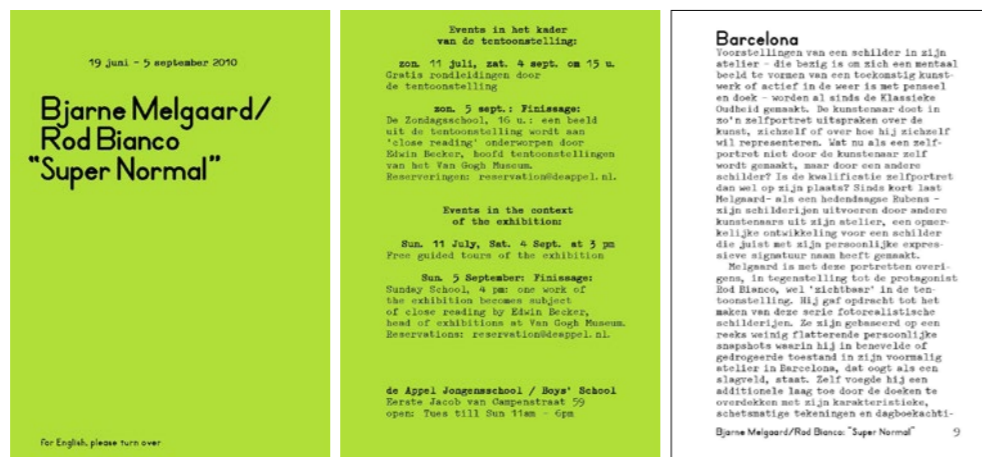 19 juni - 5 september 2010
Bjarne Melgaard/
Rod Bianco
"Super Normal"
For English, please turn over
Events in het kader
van de tentoonstelling:
zon. 11 juli, zat. 4 sept. om 15 u.
Gratis rondleidingen door
de tentoonstelling
zon. 5 sept.: Finissage:
De Zondagsschool, 16 u.: een beeld
uit de tentoonstelling wordt aan
'close reading' onderworpen door
Edwin Becker, hoofd tentoonstellingen
van het Van Gogh Museum.
Reserveringen: reservation@deappel.nl.
Events in the context
of the exhibition:
Sun. 11 July, Sat. 4 Sept. at 3 pm
Free guided tours of the exhibition
Sun. 5 September: Finissage:
Sunday School, 4 pm: one work of
the exhibition becomes subject
of close reading by Edwin Becker,
head of exhibitions at Van Gogh Museum.
Reservations: reservation@deappel.nl.
de Appel Jongensschool / Boys' School
Eerste Jacob van Campenstraat 59
open: Tues till Sun 11am - 6pm
Barcelona
Voorstellingen van een schilder in zijn
atelier - die bezig is om zich een mentaal
beeld te vormen van een toekomstig kunst-
werk of actief in de weer is met penseel
en doek - worden al sinds de Klassieke
Oudheid gemaakt. De kunstenaar doet in
zo'n zelfportret uitspraken over de
kunst, zichzelf of over hoe hij zichzelf
wil representeren. Wat nu als een zelf-
portret niet door de kunstenaar zelf
wordt gemaakt, maar door een andere
schilder? Is de kwalificatie zelfportret
dan wel op zijn plaats? Sinds kort laat
Melgaard- als een hedendaagse Rubens -
zijn schilderijen uitvoeren door andere
kunstenaars uit zijn atelier, een opmer-
kelijke ontwikkeling voor een schilder
die juist met zijn persoonlijke expres-
sieve signatuur naam heeft gemaakt.
Melgaard is met deze portretten overi-
gens, in tegenstelling tot de protagonist
Rod Bianco, wel 'zichtbaar' in de ten-
toonstelling. Hij gaf opdracht tot het
maken van deze serie fotorealistische
schilderijen. Ze zijn gebaseerd op een
reeks weinig flatterende persoonlijke
snapshots waarin hij in benevelde of
gedrogeerde toestand in zijn voormalig
atelier in Barcelona, dat oogt als een
slagveld, staat. Zelf voegde hij een
additionele laag toe door de doeken te
overdekken met zijn karakteristieke,
schetsmatige tekeningen en dagboekachti-
Bjarne Melgaard/Rod Bianco: "Super Normal" 9